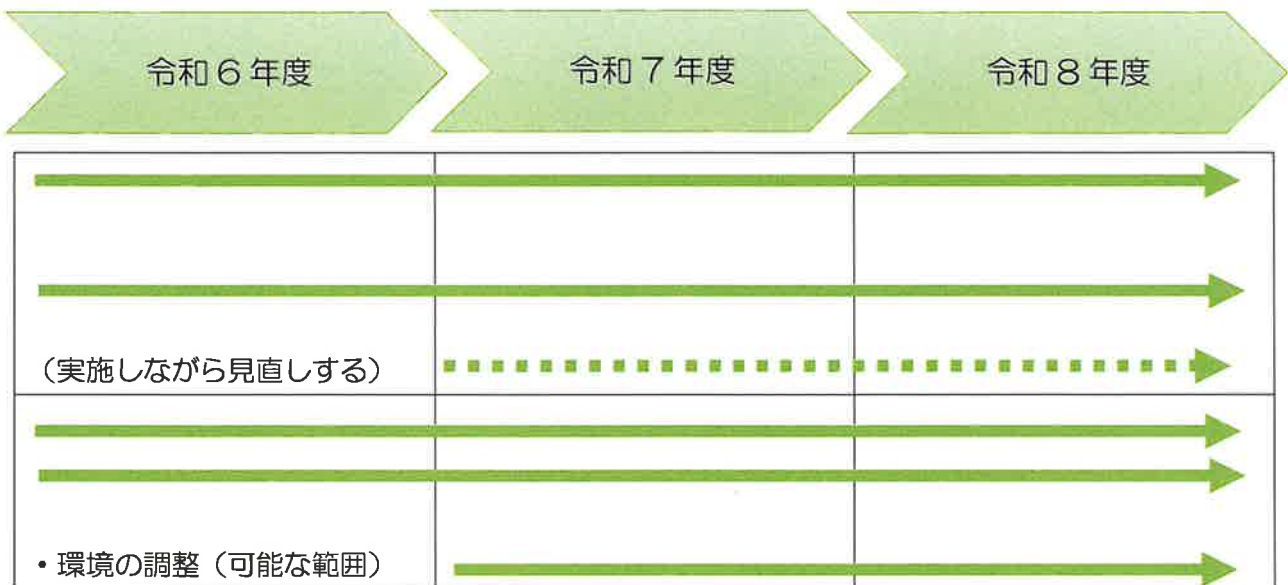 令和６年度
令和７年度
令和８年度
（実施しながら見直しする）
・環境の調整（可能な範囲）